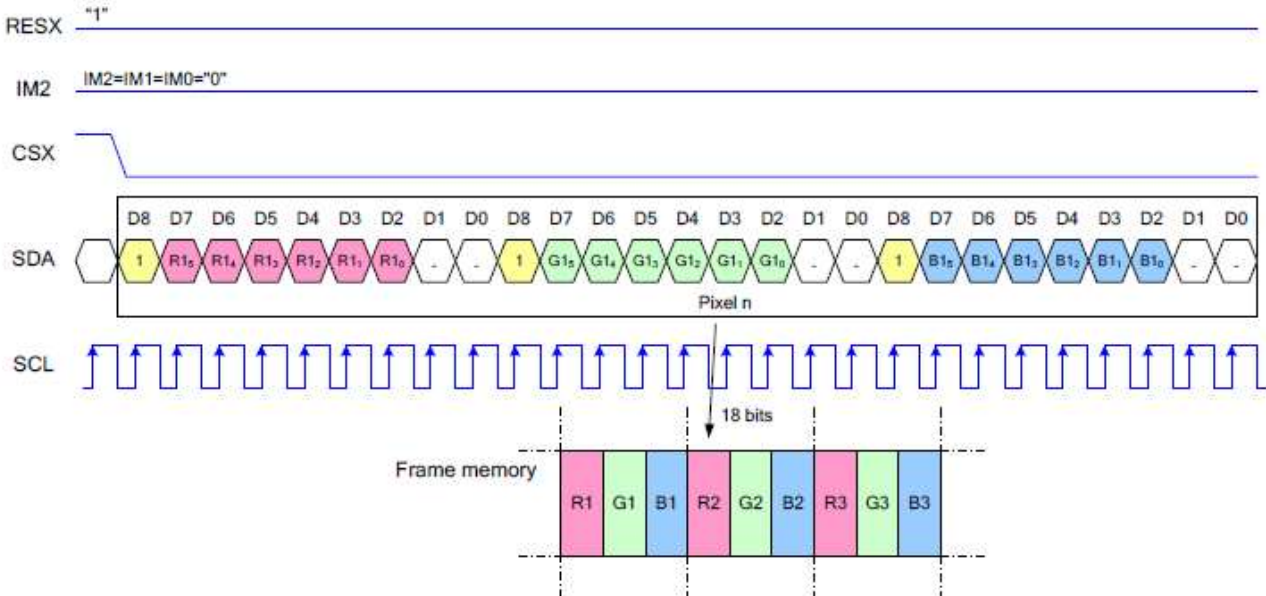 RESX "1"
IM2 IM2=IM1=IM0="0"
CSX
D8 D7 D6 D5 D4 D3 D2 D1 D0 D8 D7 D6 D5 D4 D3 D2 D1 D0 D8 D7 D6 D5 D4 D3 D2 D1 D0
SDA 1 R1₅ R1₄ R1₃ R1₂ R1₁ R1₀ - - 1 G1₅ G1₄ G1₃ G1₂ G1₁ G1₀ - - 1 B1₅ B1₄ B1₃ B1₂ B1₁ B1₀ - -
Pixel n
SCL
18 bits
Frame memory
R1 G1 B1 R2 G2 B2 R3 G3 B3